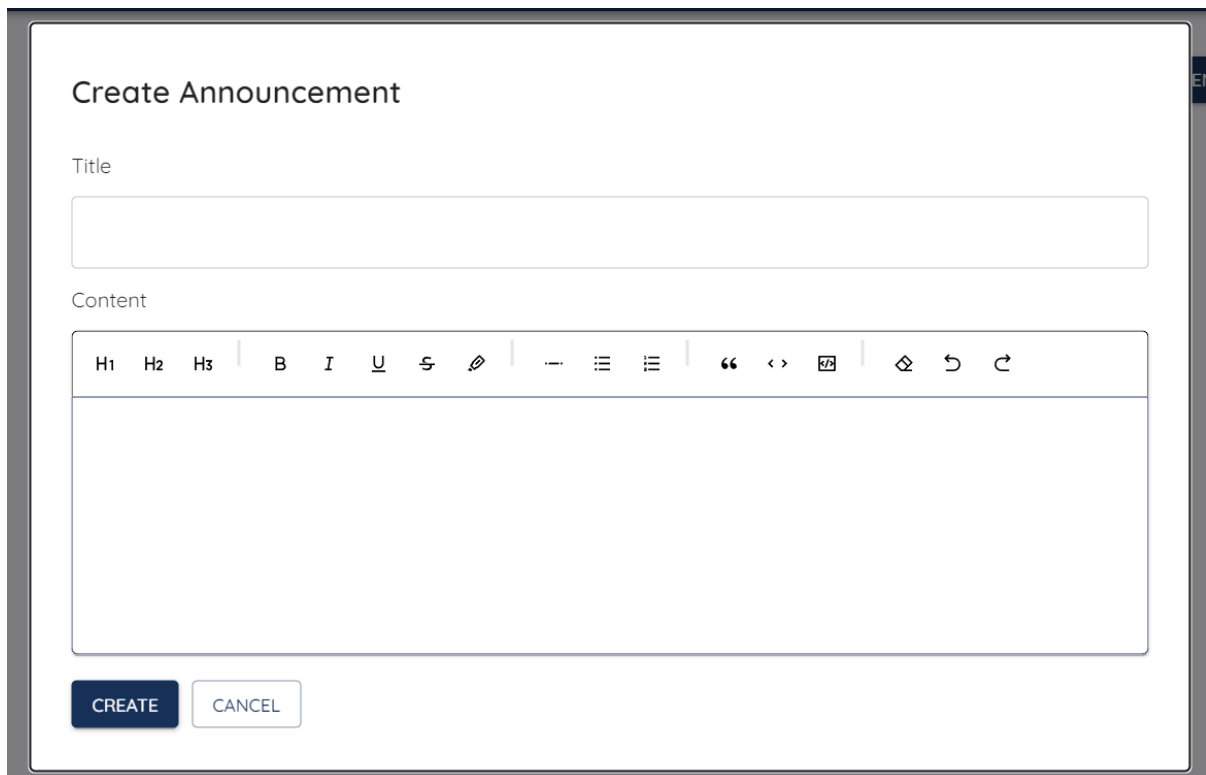 Create Announcement
Title
Content
H1 H2 H3 B I U S
CREATE CANCEL